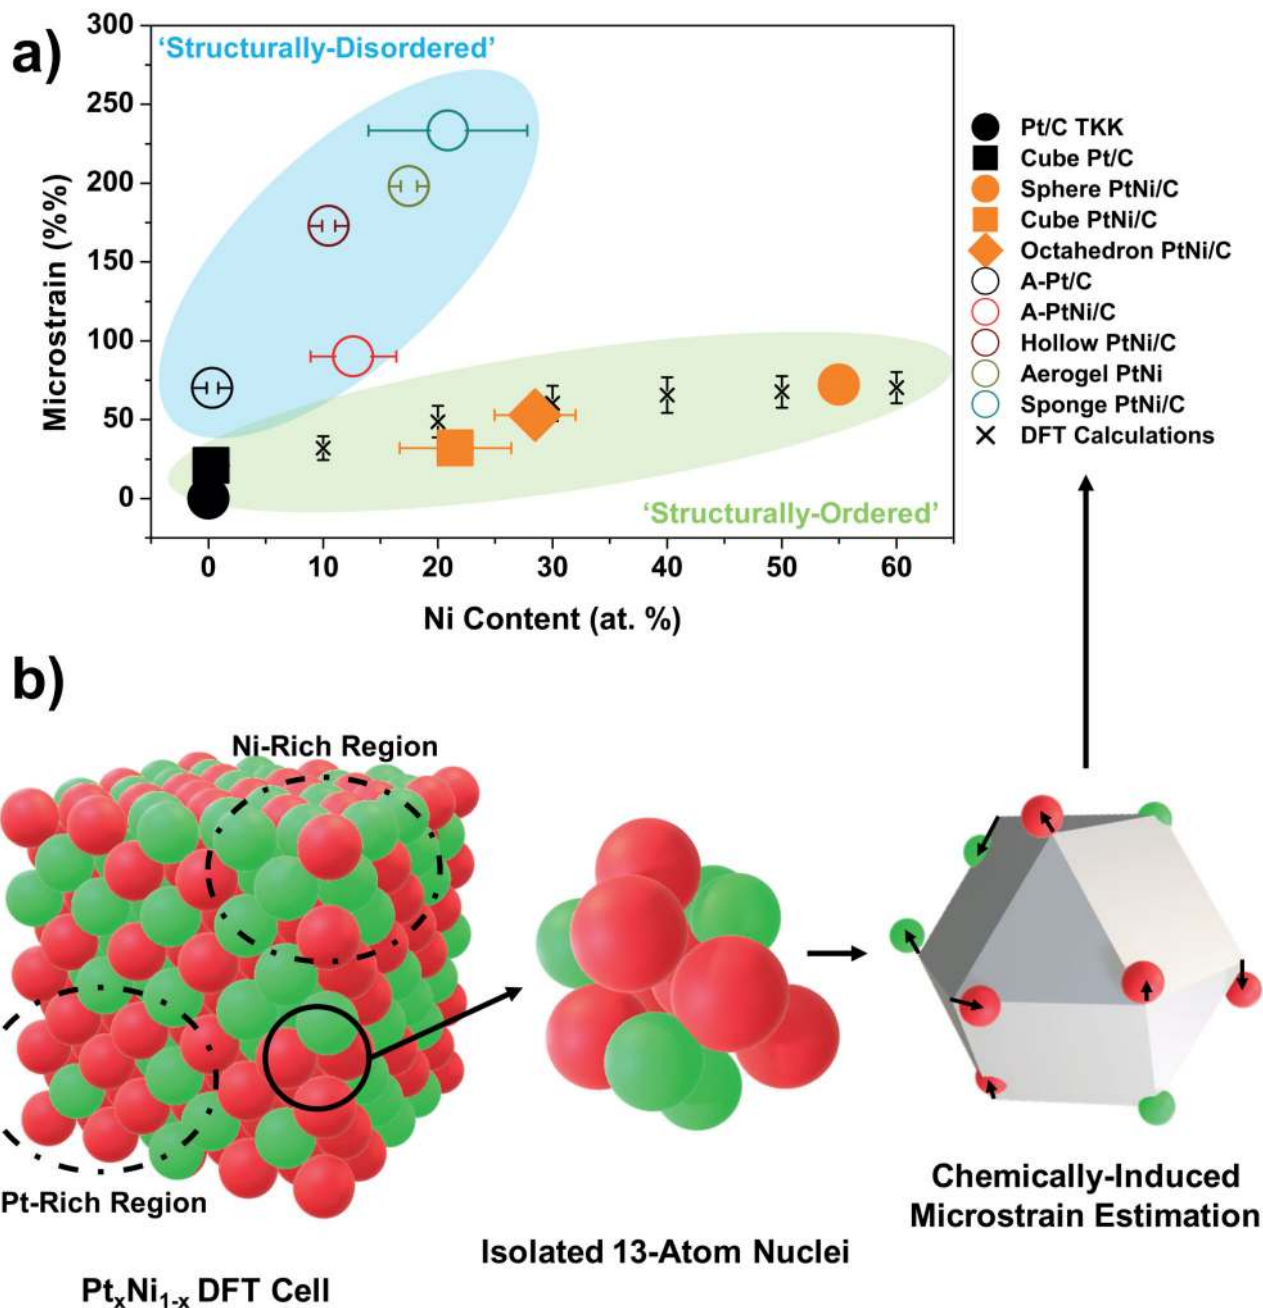 a)
300
250
200
150
100
50
0
Microstrain (%%)
'Structurally-Disordered'
'Structurally-Ordered'
0 10 20 30 40 50 60
Ni Content (at. %)
Pt/C TKK
Cube Pt/C
Sphere PtNi/C
Cube PtNi/C
Octahedron PtNi/C
A-Pt/C
A-PtNi/C
Hollow PtNi/C
Aerogel PtNi
Sponge PtNi/C
DFT Calculations
b)
Ni-Rich Region
Pt-Rich Region
PtxNi1-x DFT Cell
Isolated 13-Atom Nuclei
Chemically-Induced
Microstrain Estimation